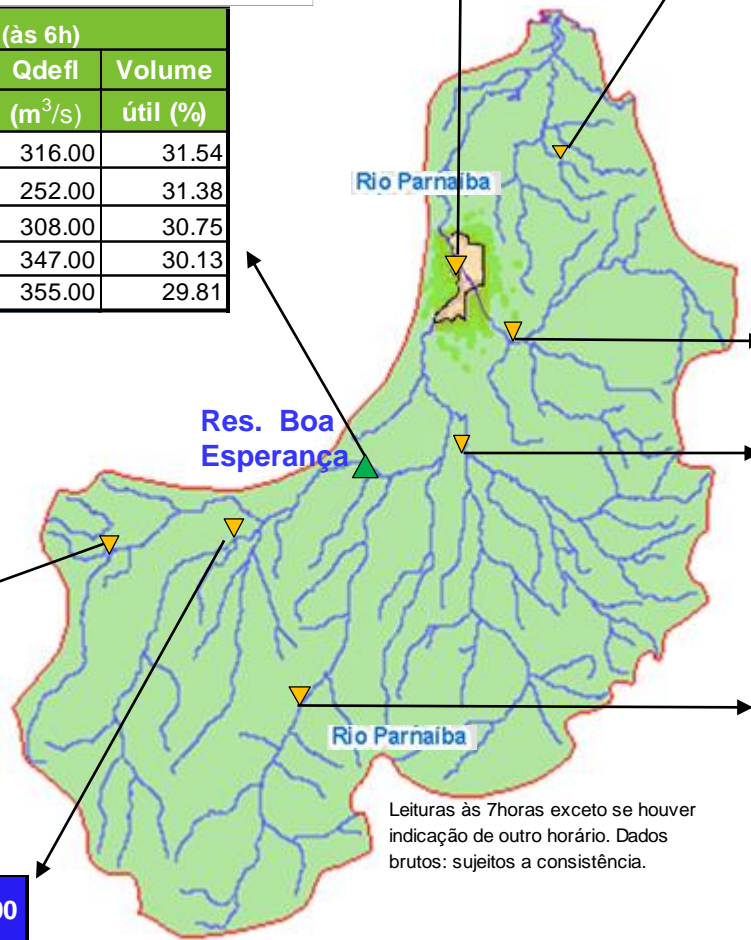 (às 6h)
Qdefl Volume
(m³/s) útil (%)
316.00 31.54
252.00 31.38
308.00 30.75
347.00 30.13
355.00 29.81
Rio Parnaiba
Res. Boa
Esperança
Rio Parnaiba
Leituras às 7horas exceto se houver
indicação de outro horário. Dados
brutos: sujeitos a consistência.